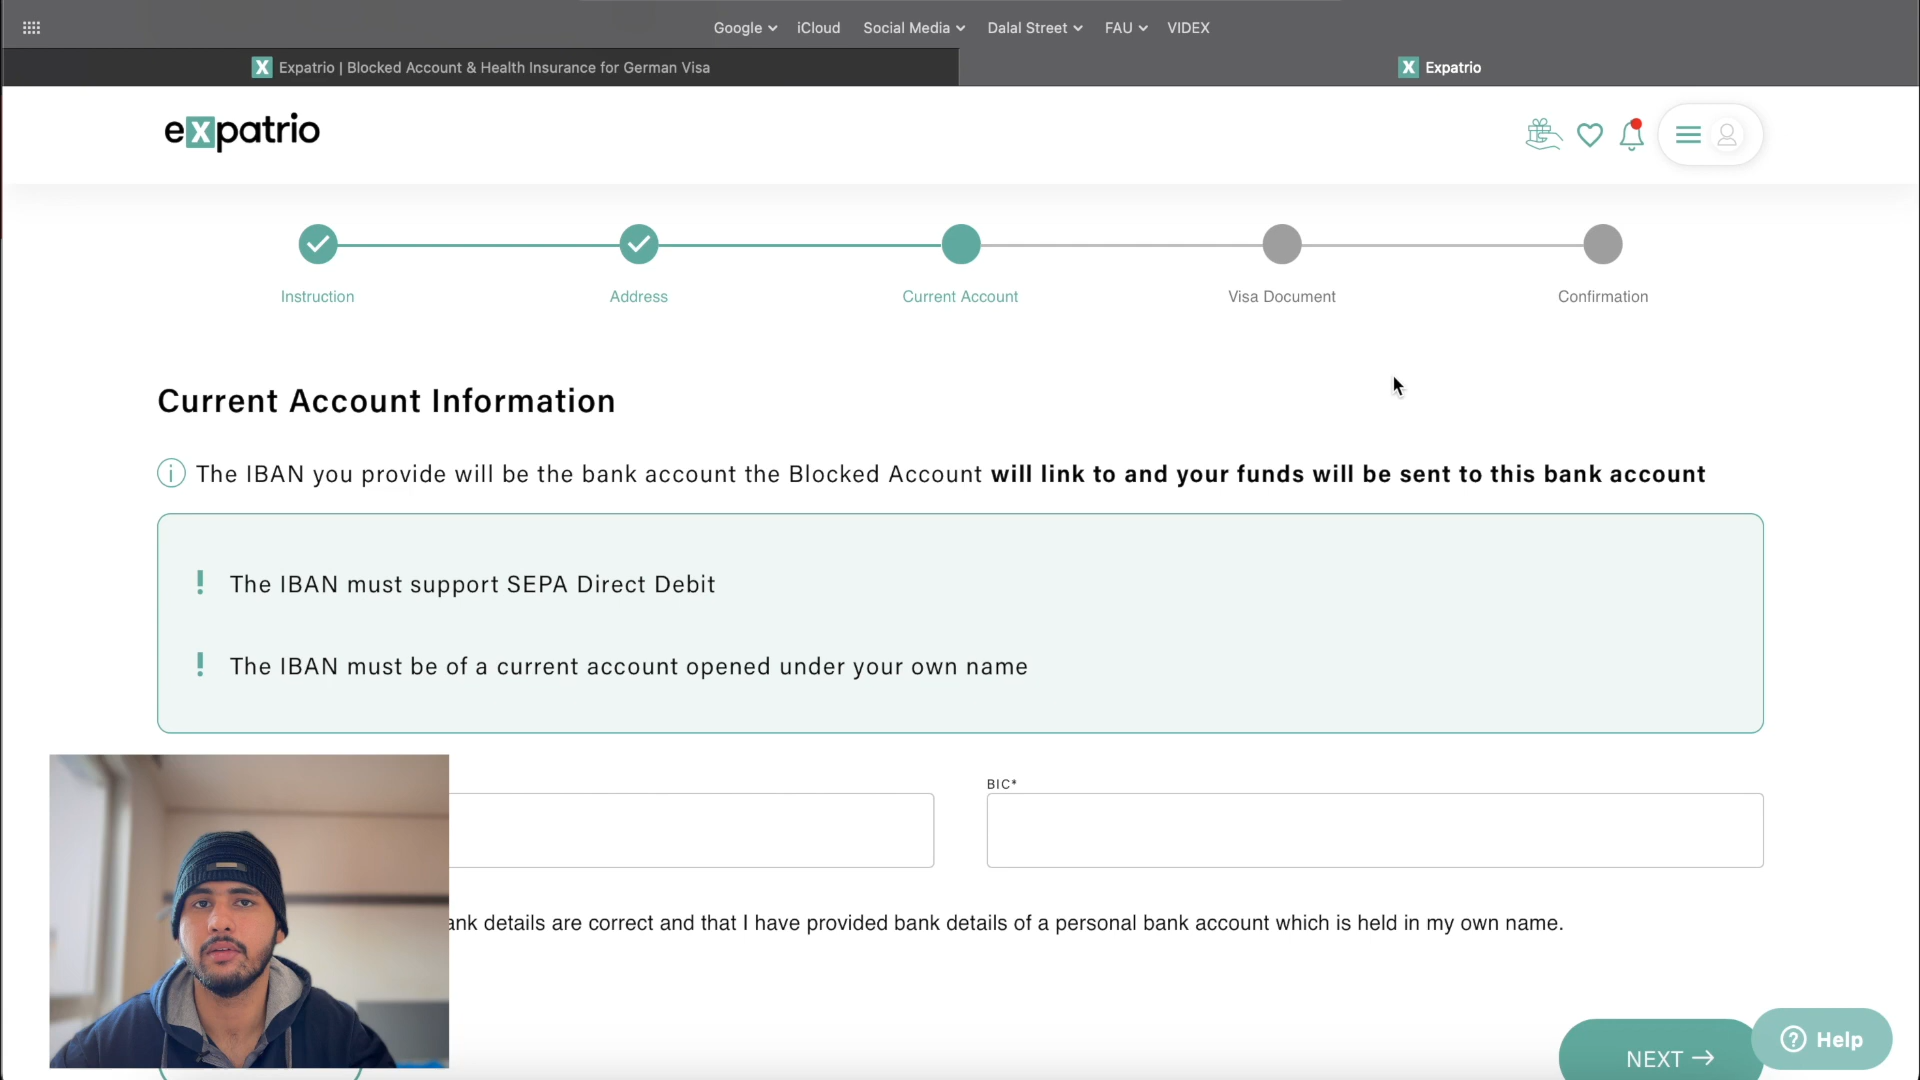 Google iCloud Social Media Dalal Street FAU VIDEX
X Expatrio | Blocked Account & Health Insurance for German Visa
X Expatrio
expatrio
Instruction
Address
Current Account
Visa Document
Confirmation
Current Account Information
The IBAN you provide will be the bank account the Blocked Account will link to and your funds will be sent to this bank account
! The IBAN must support SEPA Direct Debit
! The IBAN must be of a current account opened under your own name
BIC*
ank details are correct and that I have provided bank details of a personal bank account which is held in my own name.
NEXT →
? Help